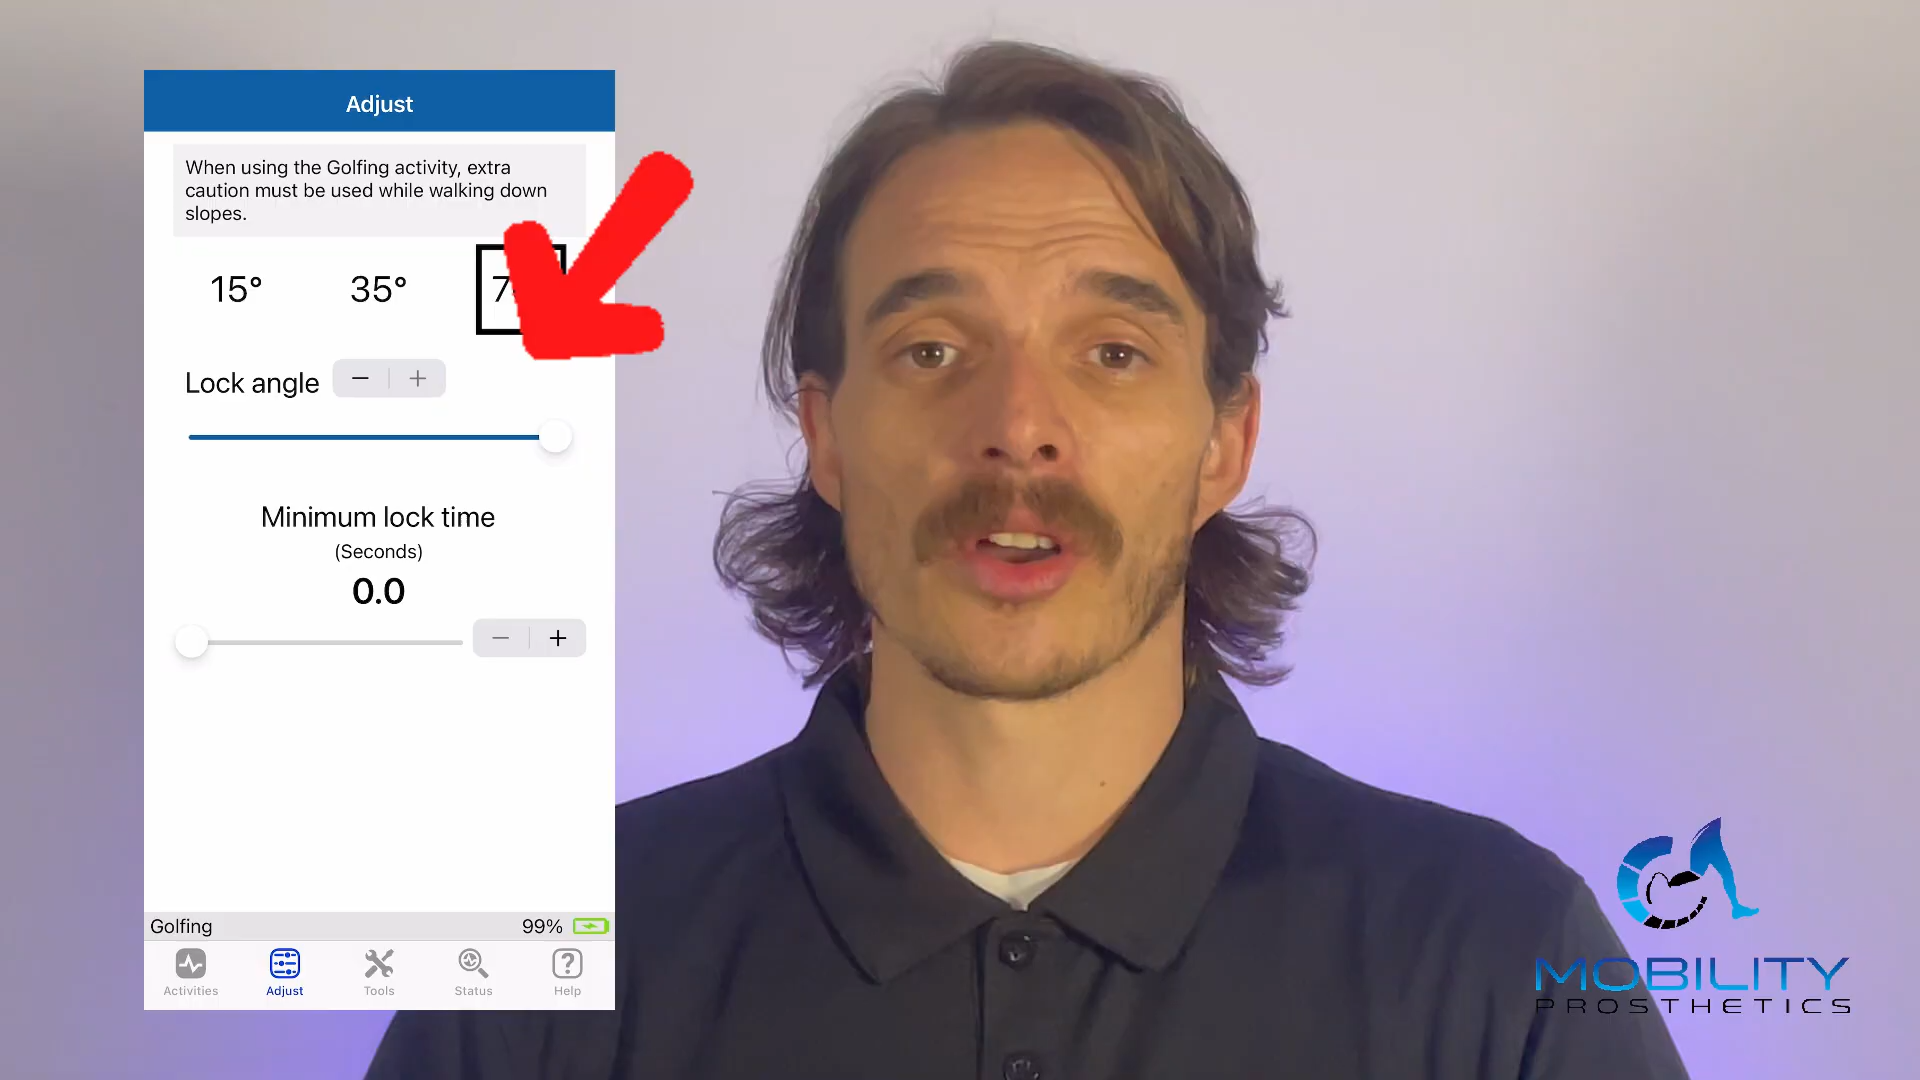 Adjust
When using the Golfing activity, extra
caution must be used while walking down
slopes.
15° 35°
Lock angle
Minimum lock time
(Seconds)
0.0
Golfing 99%
Activities Adjust Tools Status Help
MOBILITY
PROSTHETICS